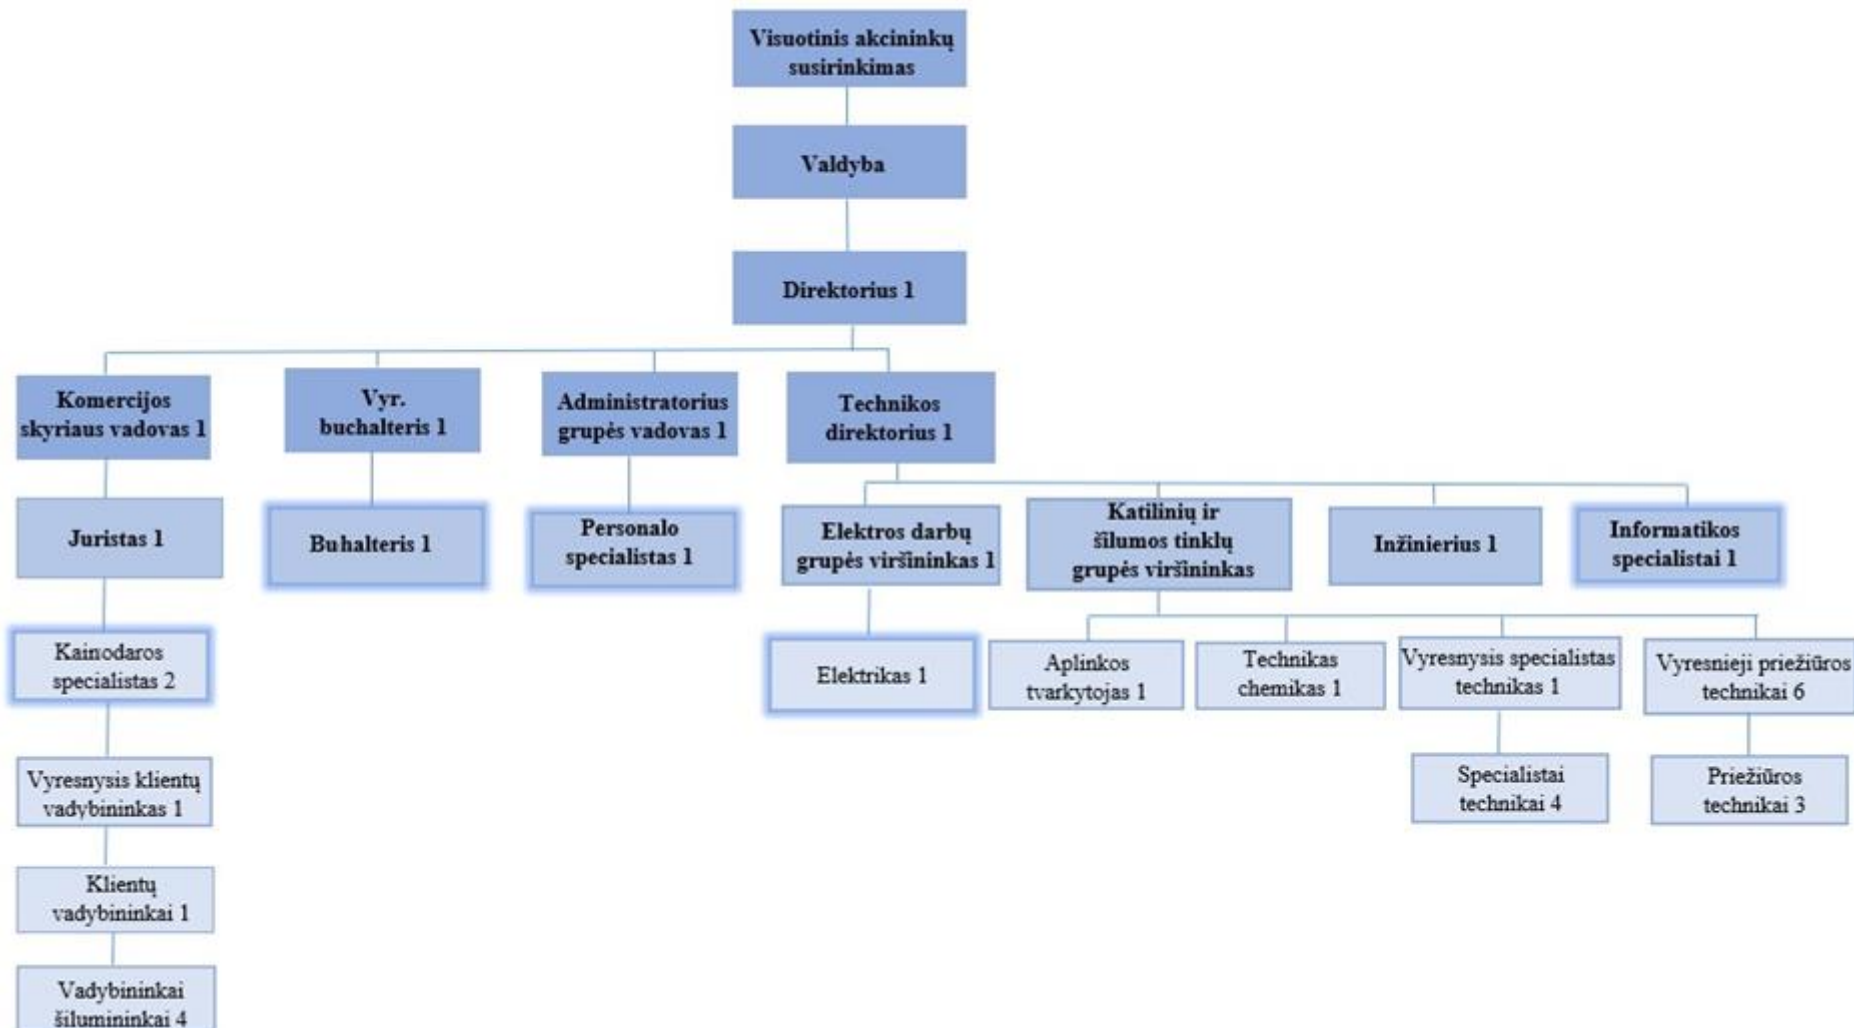 Visuotinis akcininkų
susirinkimas
Valdyba
Direktorius 1
Komercijos
skyriaus vadovas 1
Vyr.
buchalteris 1
Administratorius
grupės vadovas 1
Technikos
direktorius 1
Juristas 1
Buhalteris 1
Personalo
specialistas 1
Elektros darbų
grupės viršininkas 1
Katilinių ir
šilumos tinklų
grupės viršininkas
Inžinierius 1
Informatikos
specialistai 1
Kainodaros
specialistas 2
Elektrikas 1
Aplinkos
tvarkytojas 1
Technikas
chemikas 1
Vyresnysis specialistas
technikas 1
Vyresnieji priežiūros
technikai 6
Vyresnysis klientų
vadybininkas 1
Specialistai
technikai 4
Priežiūros
technikai 3
Klientų
vadybininkai 1
Vadybininkai
šilumininkai 4